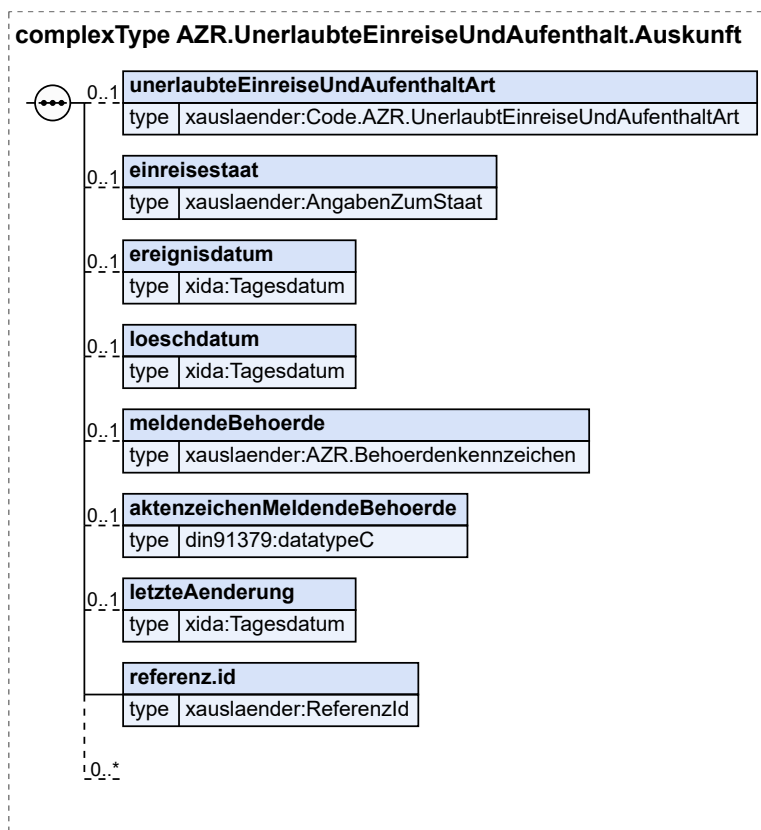 complexType AZR.UnerlaubteEinreiseUndAufenthalt.Auskunft
0..1 unerlaubteEinreiseUndAufenthaltArt
type xauslaender:Code.AZR.UnerlaubtEinreiseUndAufenthaltArt
0..1 einreisestaat
type xauslaender:AngabenZumStaat
0..1 ereignisdatum
type xida:Tagesdatum
0..1 loeschdatum
type xida:Tagesdatum
0..1 meldendeBehoerde
type xauslaender:AZR.Behoerdenkennzeichen
0..1 aktenzeichenMeldendeBehoerde
type din91379:datatypeC
0..1 letzteAenderung
type xida:Tagesdatum
referenz.id
type xauslaender:ReferenzId
0..*